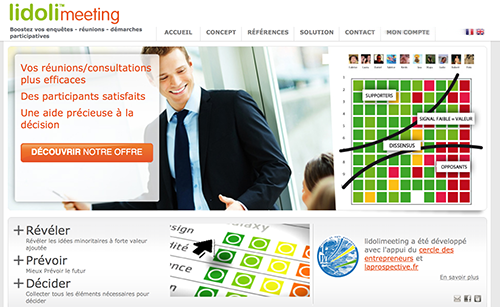 lidoli™meeting
Boostez vos enquêtes - réunions - démarches
participatives
ACCUEIL CONCEPT RÉFÉRENCES SOLUTION CONTACT MON COMPTE
Vos réunions/consultations
plus efficaces
Des participants satisfaits
Une aide précieuse à la
décision
DÉCOUVRIR NOTRE OFFRE
SUPPORTERS
SIGNAL FAIBLE = VALEUR
DISSENSUS
OPPOSANTS
Révéler
Révéler les idées minoritaires à forte valeur
ajoutée
Prévoir
Mieux Prévoir le futur
Décider
Collecter tous les éléments nécessaires pour
décider
lidolimeeting a été développé
avec l'appui du cercle des
entrepreneurs et
laprospective.fr
En savoir plus